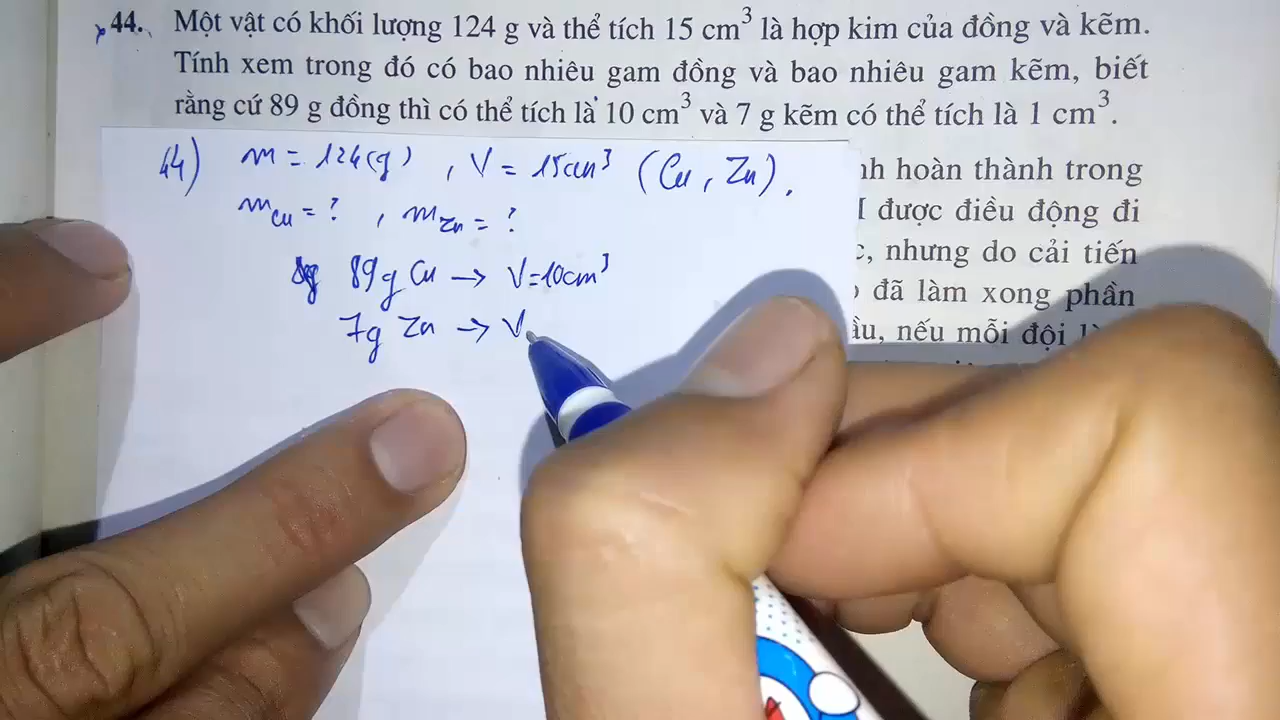 44. Một vật có khối lượng 124 g và thể tích 15 cm³ là hợp kim của đồng và kẽm.
Tính xem trong đó có bao nhiêu gam đồng và bao nhiêu gam kẽm, biết
rằng cứ 89 g đồng thì có thể tích là 10 cm³ và 7 g kẽm có thể tích là 1 cm³.
44) m = 124(g) , V = 15cm³ (Cu, Zn).
m_Cu = ? , m_Zn = ?
89g Cu → V=10cm³
7g Zn → V
hoàn thành trong
được điều động đi
nhưng do cải tiến
đã làm xong phần
nếu mỗi đội